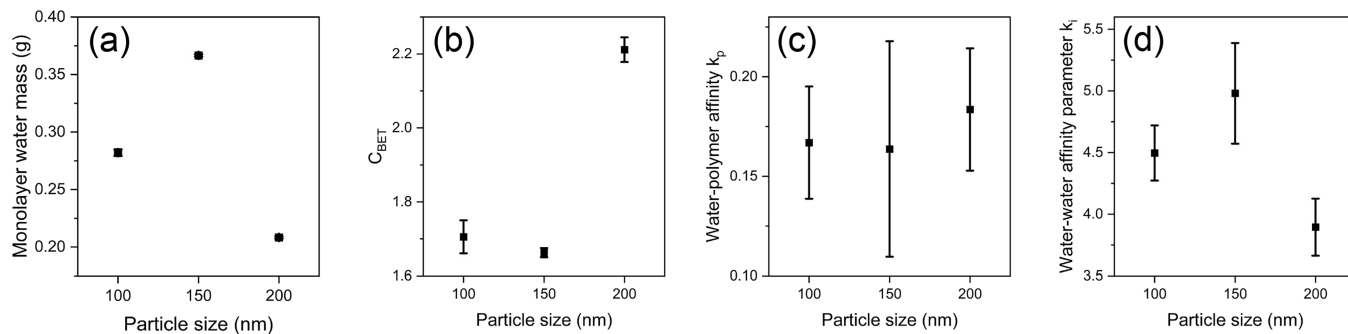 (a)
Monolayer water mass (g)
0.40
0.35
0.30
0.25
0.20
100 150 200
Particle size (nm)
(b)
C_BET
2.2
2.0
1.8
1.6
100 150 200
Particle size (nm)
(c)
Water-polymer affinity k_p
0.20
0.15
0.10
100 150 200
Particle size (nm)
(d)
Water-water affinity parameter k_i
5.5
5.0
4.5
4.0
3.5
100 150 200
Particle size (nm)